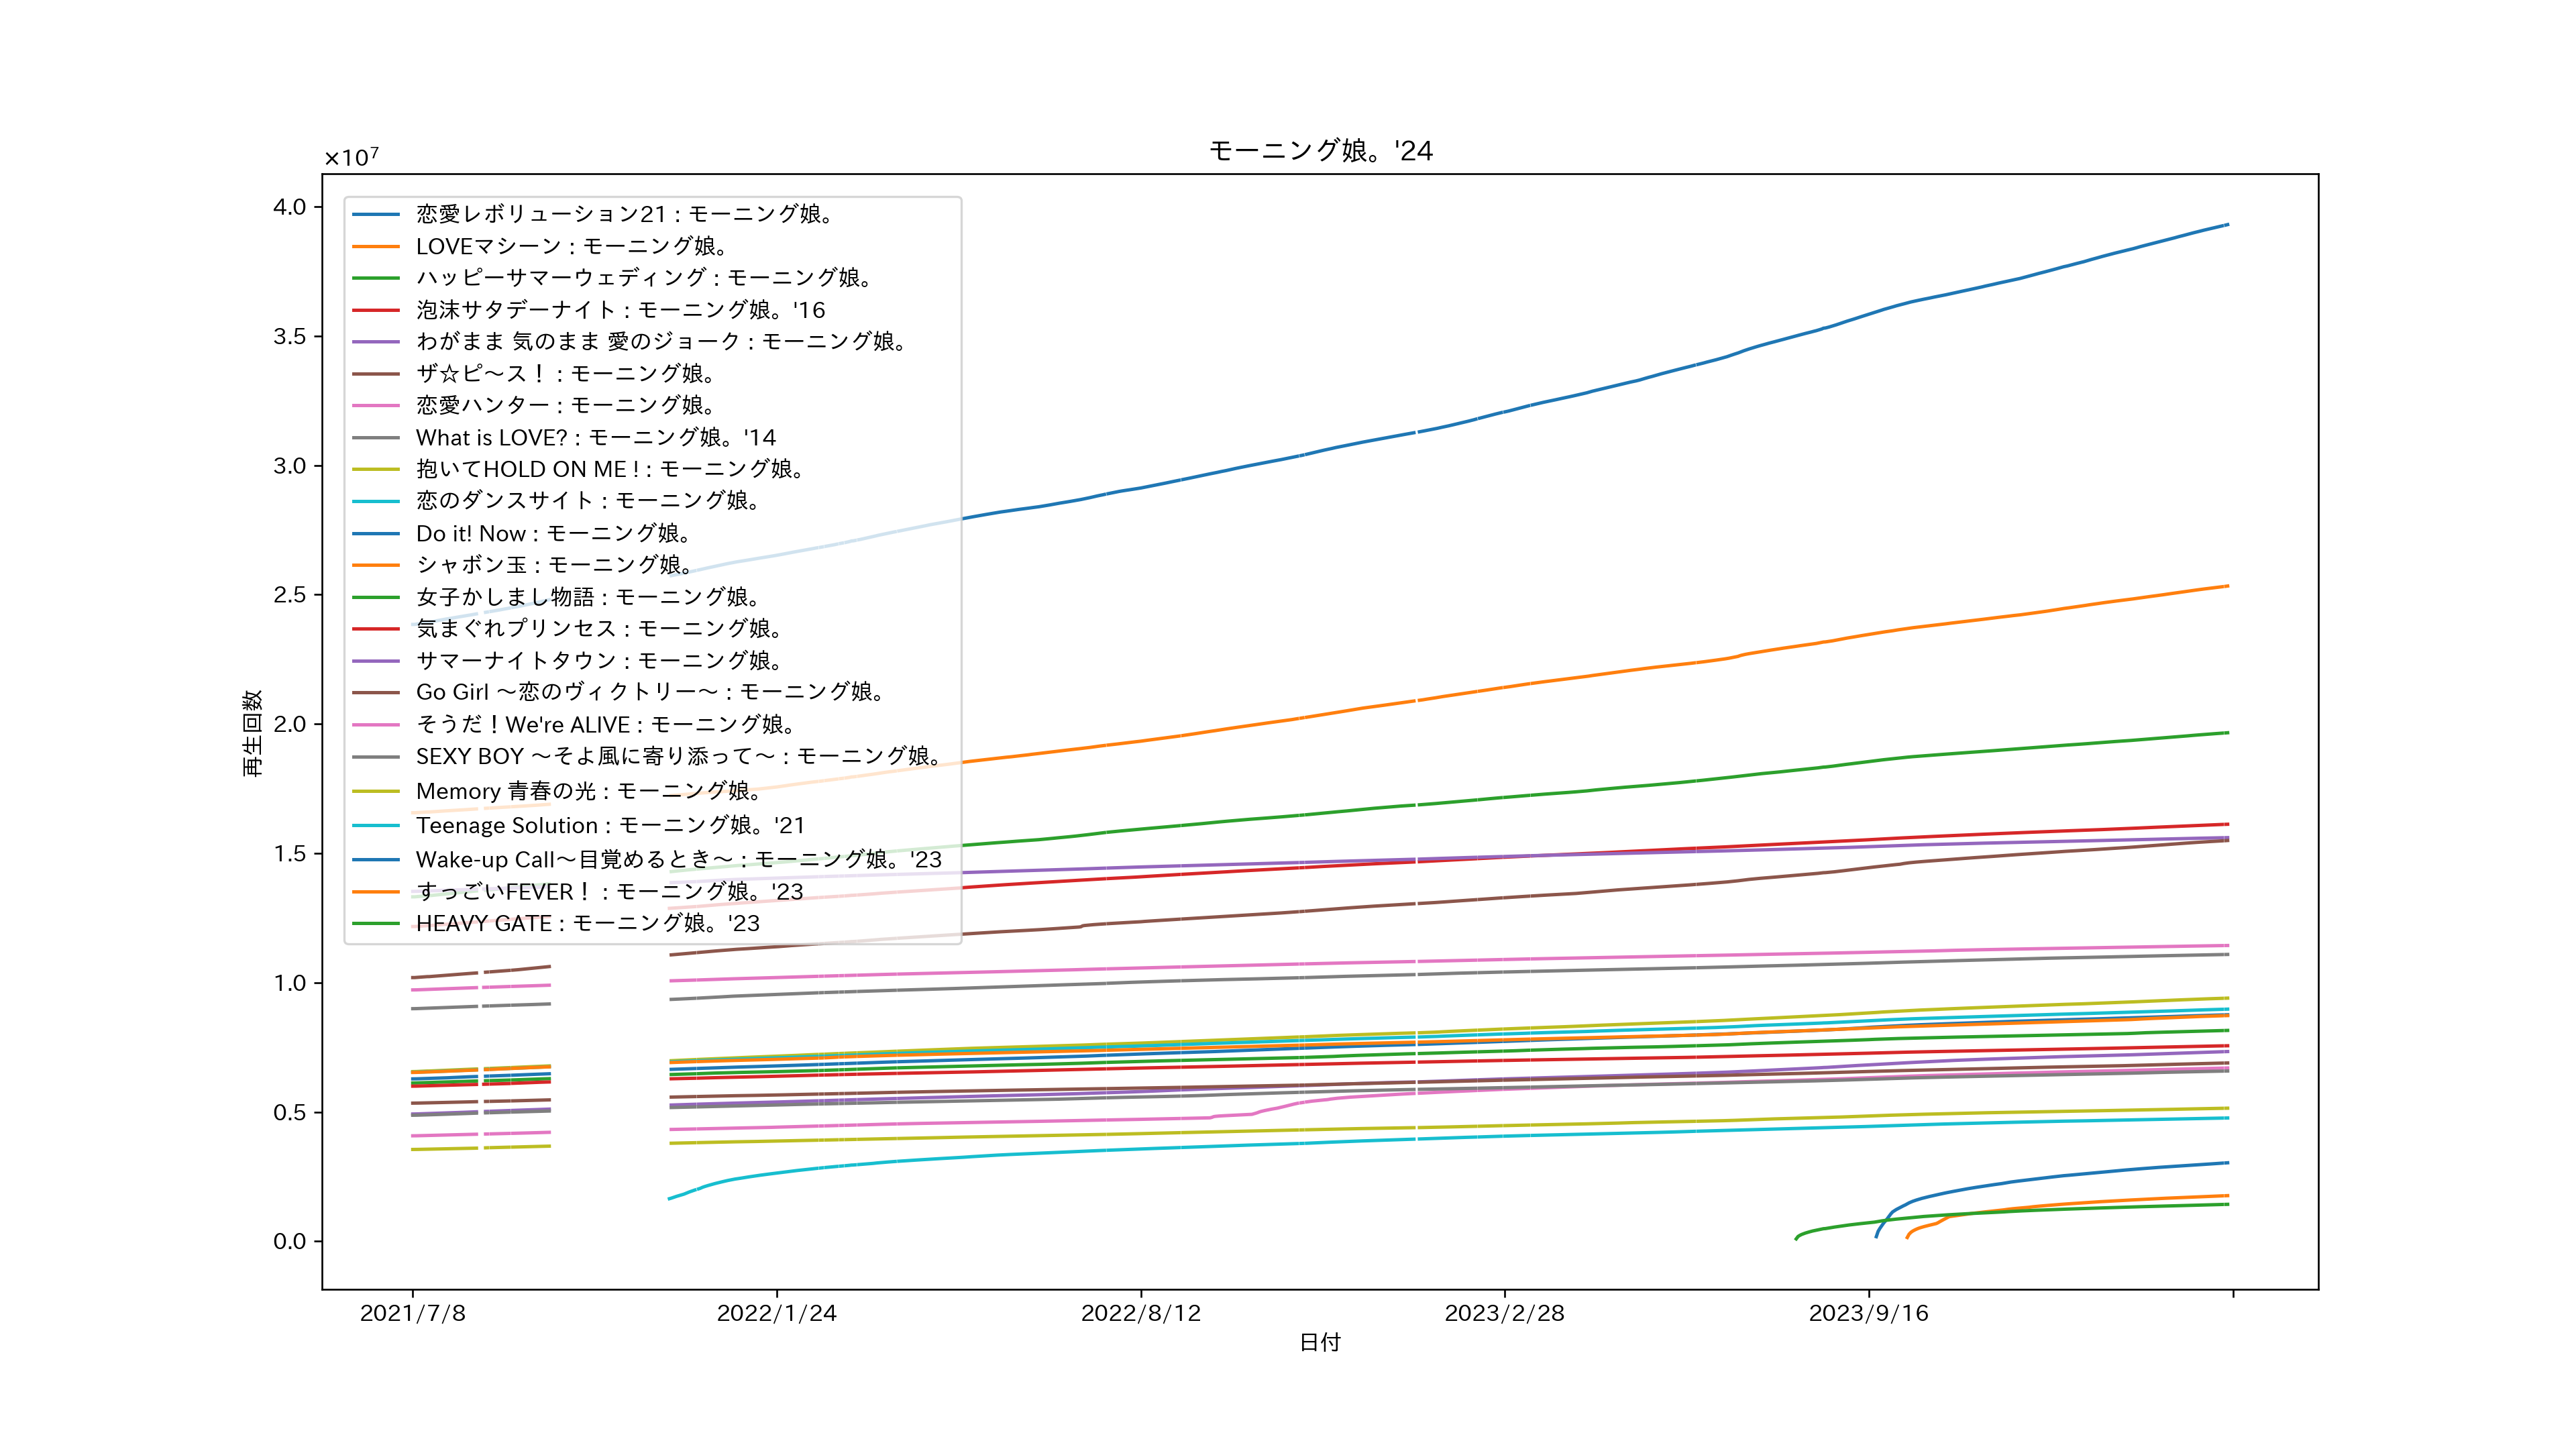 モーニング娘。'24
×10⁷
4.0
3.5
3.0
2.5
2.0
1.5
1.0
0.5
0.0
再生回数
恋愛レボリューション21 : モーニング娘。
LOVEマシーン : モーニング娘。
ハッピーサマーウェディング : モーニング娘。
泡沫サタデーナイト : モーニング娘。'16
わがまま 気のまま 愛のジョーク : モーニング娘。
ザ☆ピ〜ス！ : モーニング娘。
恋愛ハンター : モーニング娘。
What is LOVE? : モーニング娘。'14
抱いてHOLD ON ME ! : モーニング娘。
恋のダンスサイト : モーニング娘。
Do it! Now : モーニング娘。
シャボン玉 : モーニング娘。
女子かしまし物語 : モーニング娘。
気まぐれプリンセス : モーニング娘。
サマーナイトタウン : モーニング娘。
Go Girl 〜恋のヴィクトリー〜 : モーニング娘。
そうだ！We're ALIVE : モーニング娘。
SEXY BOY 〜そよ風に寄り添って〜 : モーニング娘。
Memory 青春の光 : モーニング娘。
Teenage Solution : モーニング娘。'21
Wake-up Call〜目覚めるとき〜 : モーニング娘。'23
すっごいFEVER！ : モーニング娘。'23
HEAVY GATE : モーニング娘。'23
2021/7/8
2022/1/24
2022/8/12
2023/2/28
2023/9/16
日付